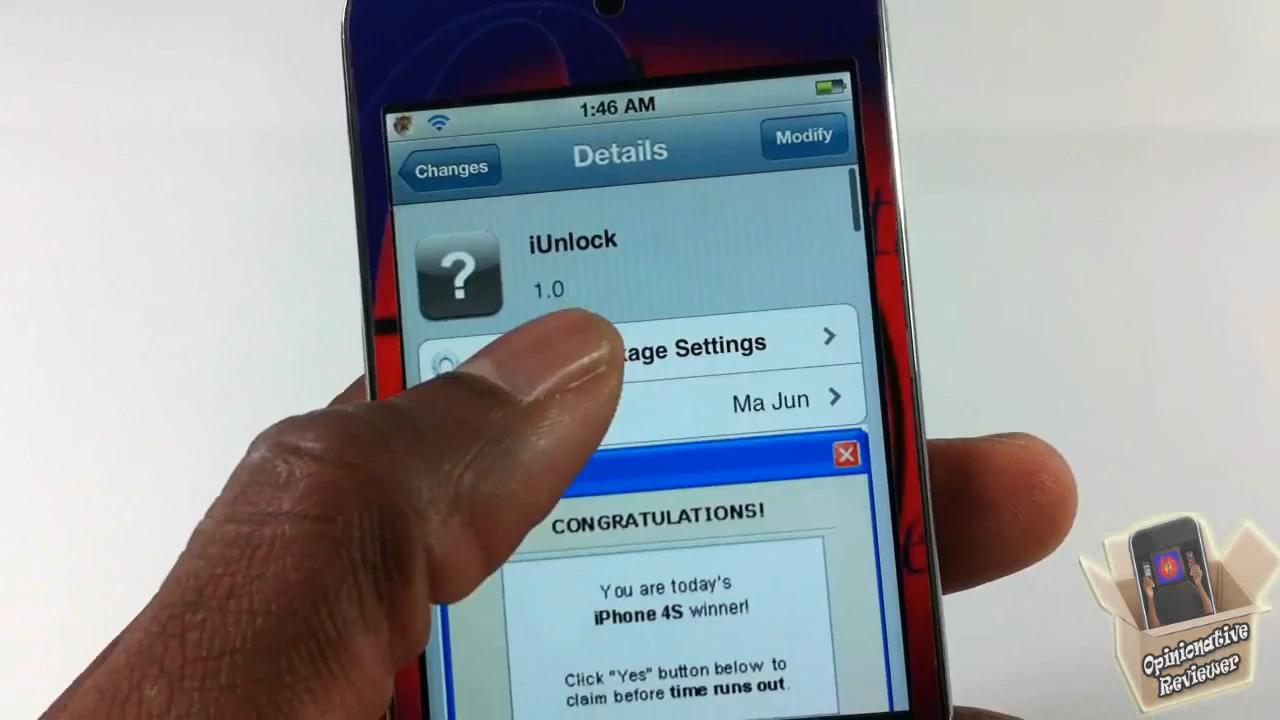 1:46 AM
Changes
Details
Modify
iUnlock
1.0
Settings
Ma Jun
CONGRATULATIONS!
You are today's
iPhone 4S winner!
Click "Yes" button below to
claim before time runs out.
Opinionative
Reviewer